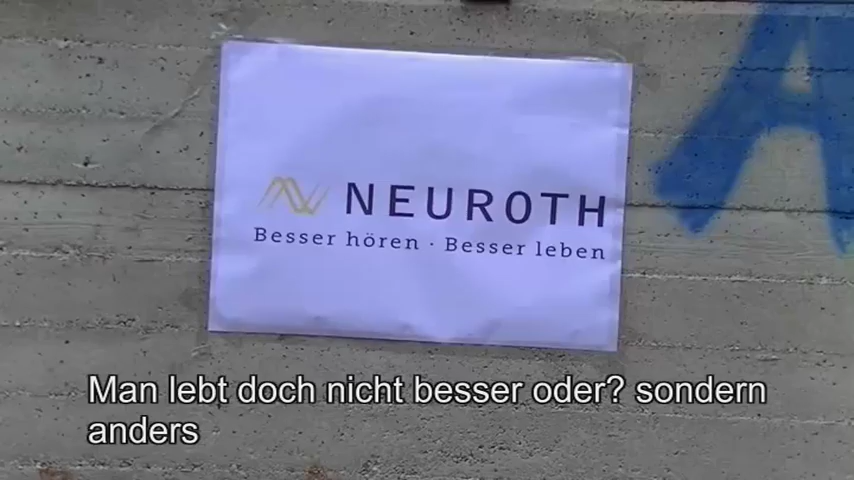 NEUROTH
Besser hören · Besser leben
A
Man lebt doch nicht besser oder? sondern
anders